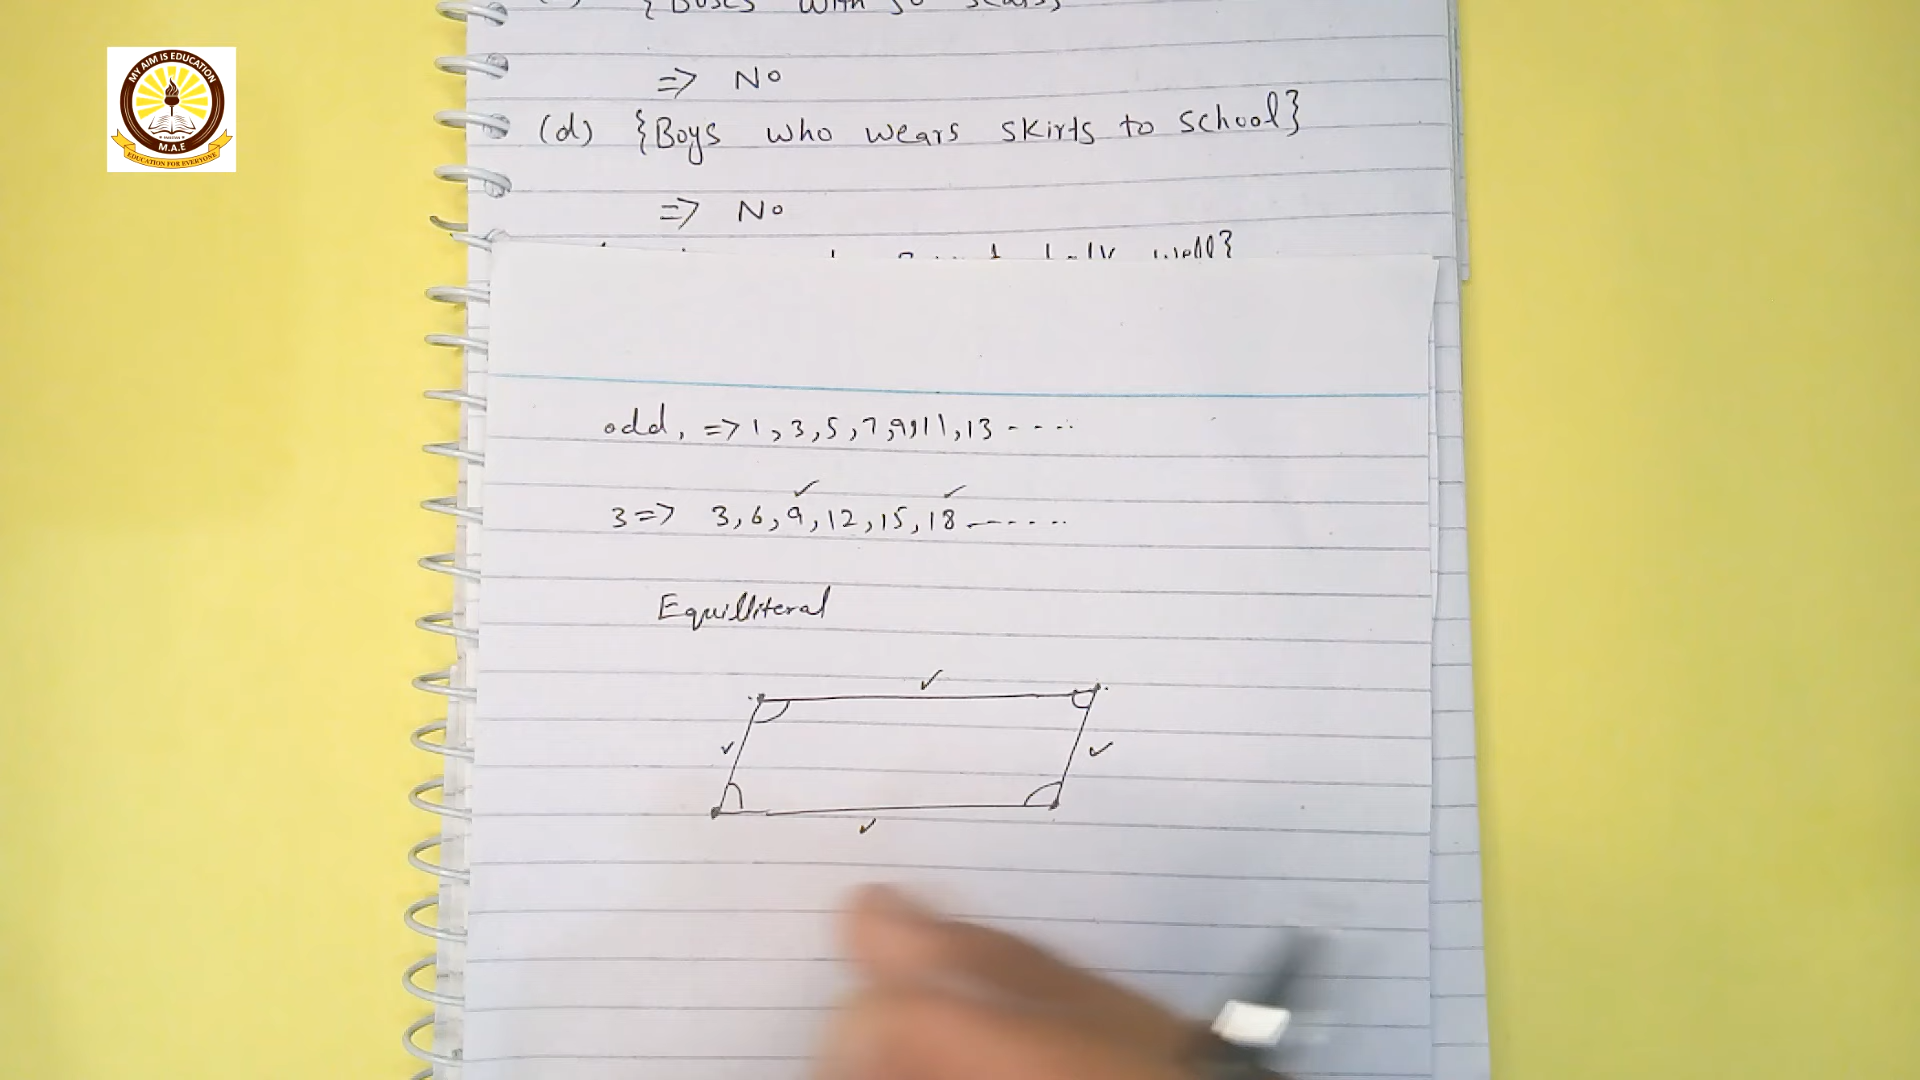 MY AIM IS EDUCATION
M.A.E
EDUCATION FOR EVERYONE
=> No
(d) {Boys who wears skirts to school}
=> No
well}
odd, => 1, 3, 5, 7, 9, 11, 13 - - - ..
3 => 3, 6, 9, 12, 15, 18 ------..
Equilliteral